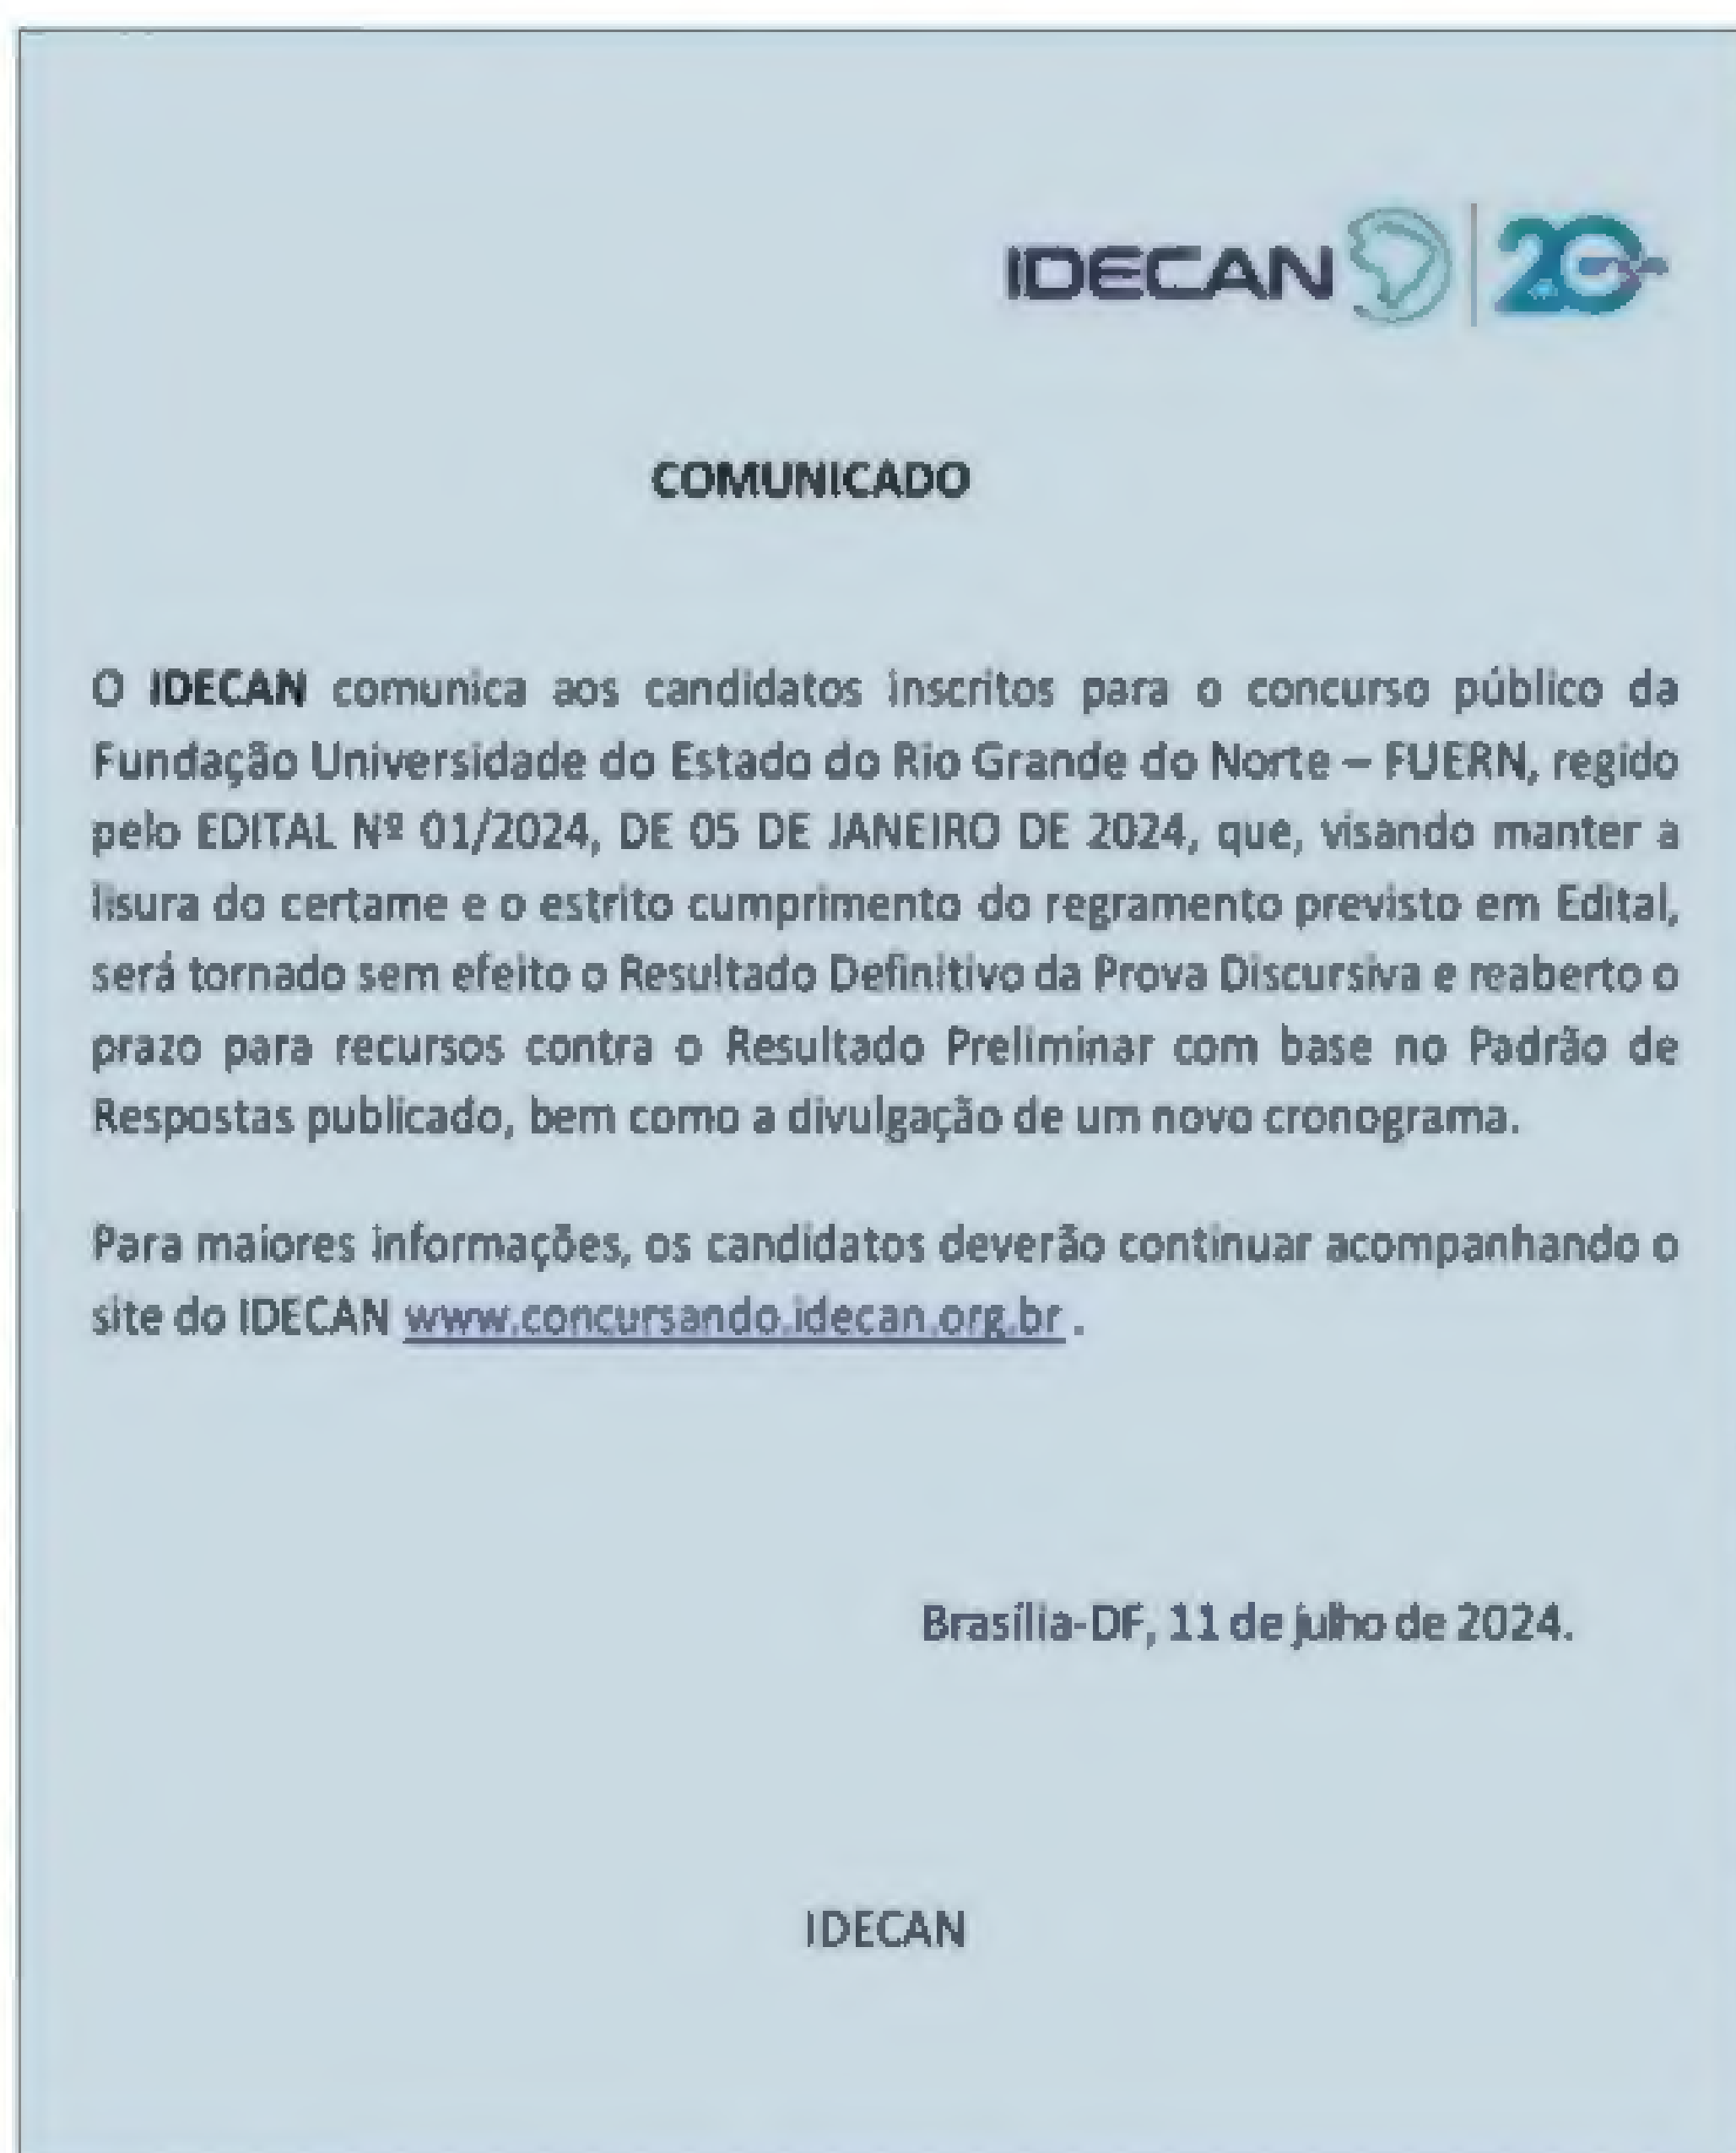 IDECAN 20
COMUNICADO
O IDECAN comunica aos candidatos inscritos para o concurso público da
Fundação Universidade do Estado do Rio Grande do Norte – FUERN, regido
pelo EDITAL Nº 01/2024, DE 05 DE JANEIRO DE 2024, que, visando manter a
lisura do certame e o estrito cumprimento do regramento previsto em Edital,
será tornado sem efeito o Resultado Definitivo da Prova Discursiva e reaberto o
prazo para recursos contra o Resultado Preliminar com base no Padrão de
Respostas publicado, bem como a divulgação de um novo cronograma.
Para maiores informações, os candidatos deverão continuar acompanhando o
site do IDECAN www.concursando.idecan.org.br .
Brasília-DF, 11 de julho de 2024.
IDECAN